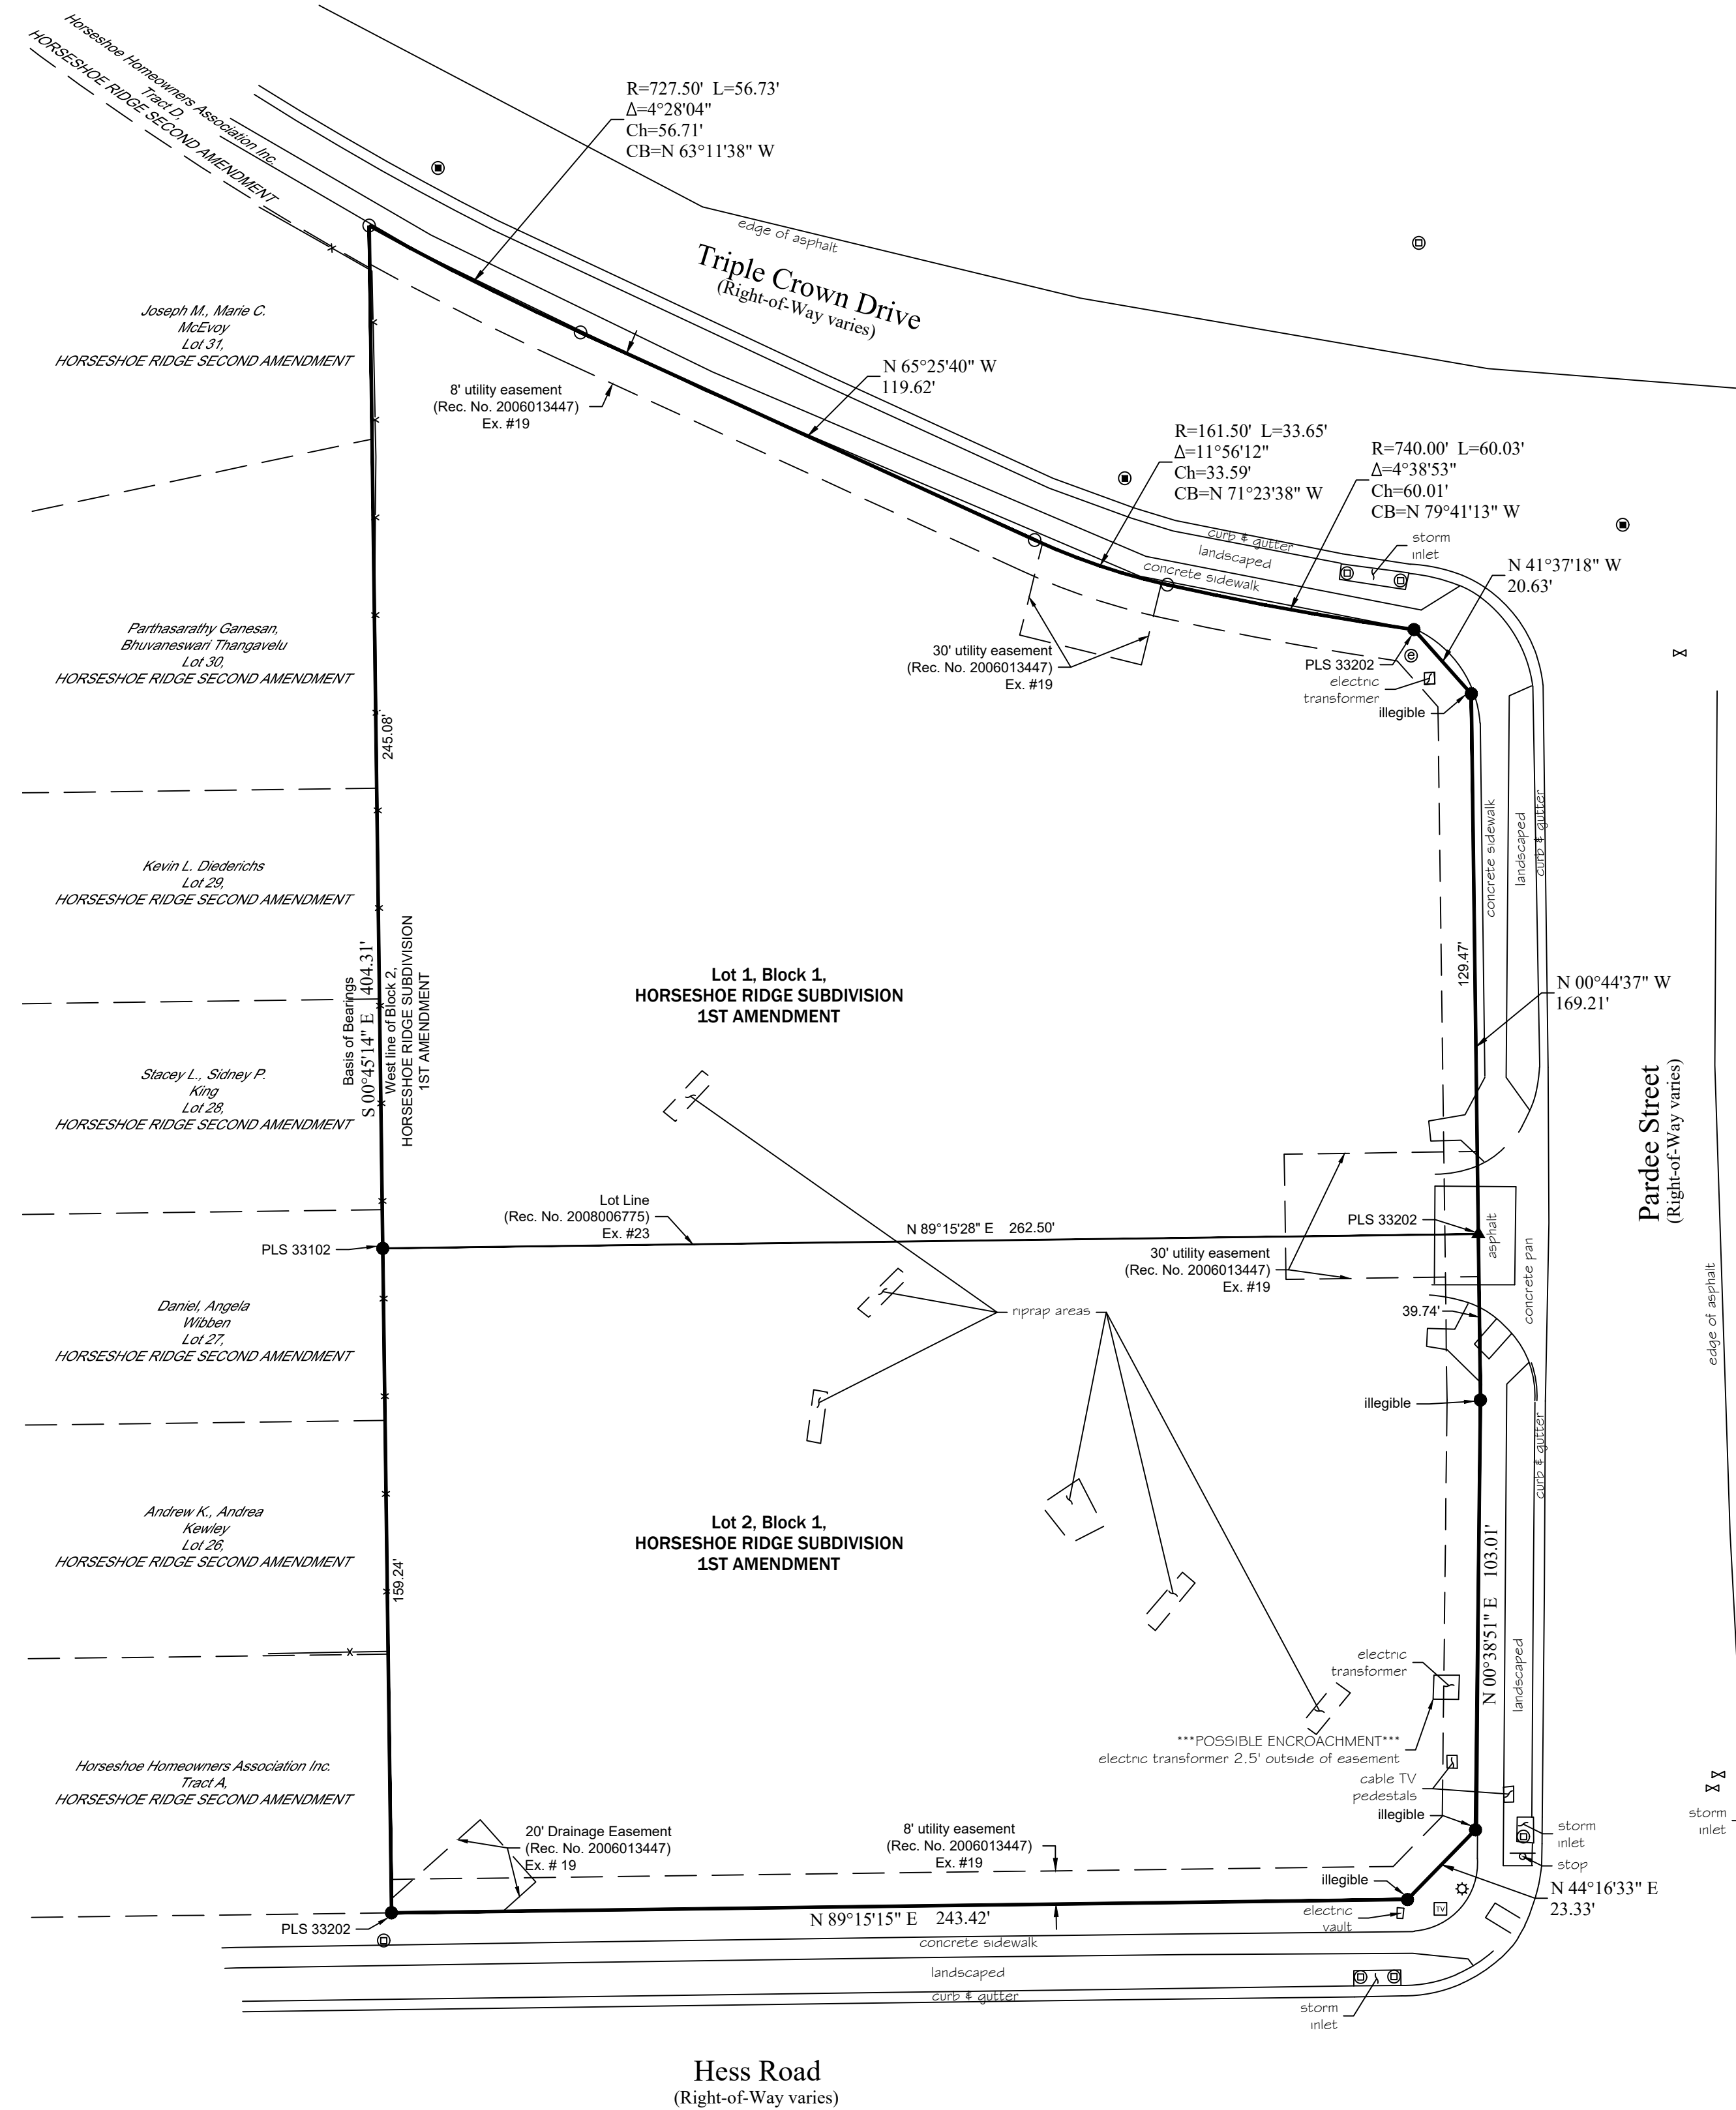 Horseshoe Homeowners Association Inc.
Tract D,
HORSESHOE RIDGE SECOND AMENDMENT
R=727.50' L=56.73'
Δ=4°28'04"
Ch=56.71'
CB=N 63°11'38" W
edge of asphalt
Triple Crown Drive
(Right-of-Way varies)
Joseph M., Marie C.
McEvoy
Lot 31,
HORSESHOE RIDGE SECOND AMENDMENT
8' utility easement
(Rec. No. 2006013447)
Ex. #19
N 65°25'40" W
119.62'
R=161.50' L=33.65'
Δ=11°56'12"
Ch=33.59'
CB=N 71°23'38" W
R=740.00' L=60.03'
Δ=4°38'53"
Ch=60.01'
CB=N 79°41'13" W
curb & gutter
landscaped
concrete sidewalk
storm
inlet
N 41°37'18" W
20.63'
Parthasarathy Ganesan,
Bhuvaneswari Thangavelu
Lot 30,
HORSESHOE RIDGE SECOND AMENDMENT
30' utility easement
(Rec. No. 2006013447)
Ex. #19
PLS 33202
e
electric
transformer
illegible
245.08'
Kevin L. Diederichs
Lot 29,
HORSESHOE RIDGE SECOND AMENDMENT
concrete sidewalk
landscaped
curb & gutter
129.47'
N 00°44'37" W
169.21'
Basis of Bearings
S 00°45'14" E 404.31'
West line of Block 2,
HORSESHOE RIDGE SUBDIVISION
1ST AMENDMENT
Lot 1, Block 1,
HORSESHOE RIDGE SUBDIVISION
1ST AMENDMENT
Stacey L., Sidney P.
King
Lot 28,
HORSESHOE RIDGE SECOND AMENDMENT
Pardee Street
(Right-of-Way varies)
Lot Line
(Rec. No. 2008006775)
Ex. #23
N 89°15'28" E 262.50'
PLS 33102
PLS 33202
asphalt
30' utility easement
(Rec. No. 2006013447)
Ex. #19
concrete pan
edge of asphalt
39.74'
riprap areas
Daniel, Angela
Wibben
Lot 27,
HORSESHOE RIDGE SECOND AMENDMENT
illegible
curb & gutter
Andrew K., Andrea
Kewley
Lot 26,
HORSESHOE RIDGE SECOND AMENDMENT
159.24'
Lot 2, Block 1,
HORSESHOE RIDGE SUBDIVISION
1ST AMENDMENT
N 00°38'51" E 103.01'
landscaped
electric
transformer
***POSSIBLE ENCROACHMENT***
electric transformer 2.5' outside of easement
cable TV
pedestals
illegible
Horseshoe Homeowners Association Inc.
Tract A,
HORSESHOE RIDGE SECOND AMENDMENT
20' Drainage Easement
(Rec. No. 2006013447)
Ex. # 19
8' utility easement
(Rec. No. 2006013447)
Ex. #19
storm
inlet
stop
storm
inlet
illegible
N 44°16'33" E
23.33'
PLS 33202
N 89°15'15" E 243.42'
electric
vault
TV
concrete sidewalk
landscaped
curb & gutter
storm
inlet
Hess Road
(Right-of-Way varies)